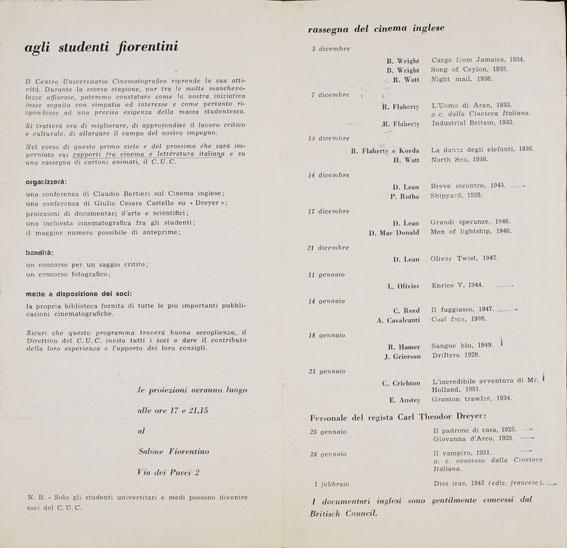 agli studenti fiorentini
Il Centro Universitario Cinematografico riprende la sua atti-
vità. Durante la scorsa stagione, pur tra le molte manchevo-
lezze affiorate, potemmo constatare come la nostra iniziativa
fosse seguita con simpatia ed interesse e come pertanto ri-
spondesse ad una precisa esigenza della massa studentesca.
Si tratterà ora di migliorare, di approfondire il lavoro critico
e culturale, di allargare il campo del nostro impegno.
Nel corso di questo primo ciclo e del prossimo che sarà im-
perniato sui rapporti fra cinema e letteratura italiana e su
una rassegna di cartoni animati, il C.U.C.
organizzerà:
una conferenza di Claudio Bertieri sul Cinema inglese;
una conferenza di Giulio Cesare Castello su « Dreyer »;
proiezioni di documentari d'arte e scientifici;
una inchiesta cinematografica fra gli studenti;
il maggior numero possibile di anteprime;
bandirà:
un concorso per un saggio critito;
un concorso fotografico;
mette a disposizione dei soci:
la propria biblioteca fornita di tutte le più importanti pubbli-
cazioni cinematografiche.
Sicuri che questo programma troverà buona accoglienza, il
Direttivo del C.U.C. invita tutti i soci a dare il contributo
della loro esperienza e l'apporto dei loro consigli.
le proiezioni avranno luogo
alle ore 17 e 21,15
al
Salone Fiorentino
Via dei Pucci 2
N. B. - Solo gli studenti universitari e medi possono divenire
soci del C.U.C.
rassegna del cinema inglese
3 dicembre
B. Wright Cargo from Jamaica, 1934.
B. Wright Song of Ceylon, 1935.
R. Watt Night mail, 1936.
7 dicembre
R. Flaherty L'Uomo di Aran, 1933.
g.c. della Cineteca Italiana.
R. Flaherty Industrial Britain, 1933.
10 dicembre
R. Flaherty e Korda La danza degli elefanti, 1936.
H. Watt North Sea, 1938.
14 dicembre
D. Lean Breve incontro, 1945.
P. Rotha Shipyard, 1935.
17 dicembre
D. Lean Grandi speranze, 1946.
D. Mac Donald Men of lightship, 1940.
21 dicembre
D. Lean Oliver Twist, 1947.
11 gennaio
L. Olivier Enrico V, 1944.
14 gennaio
C. Reed Il fuggiasco, 1947.
A. Cavalcanti Coal face, 1936.
18 gennaio
R. Hamer Sangue blu, 1949.
J. Grierson Drifters, 1929.
21 gennaio
C. Crichton L'incredibile avventura di Mr.
Holland, 1951.
E. Anstey Granton trawler, 1934.
Personale del regista Carl Theodor Dreyer:
25 gennaio Il padrone di casa, 1925.
Giovanna d'Arco, 1928.
28 gennaio Il vampiro, 1931.
g. c. concesso dalla Cineteca
Italiana.
1 febbraio Dies irae, 1943 (ediz. francese).
I documentari inglesi sono gentilmente concessi dal
Britisch Council.